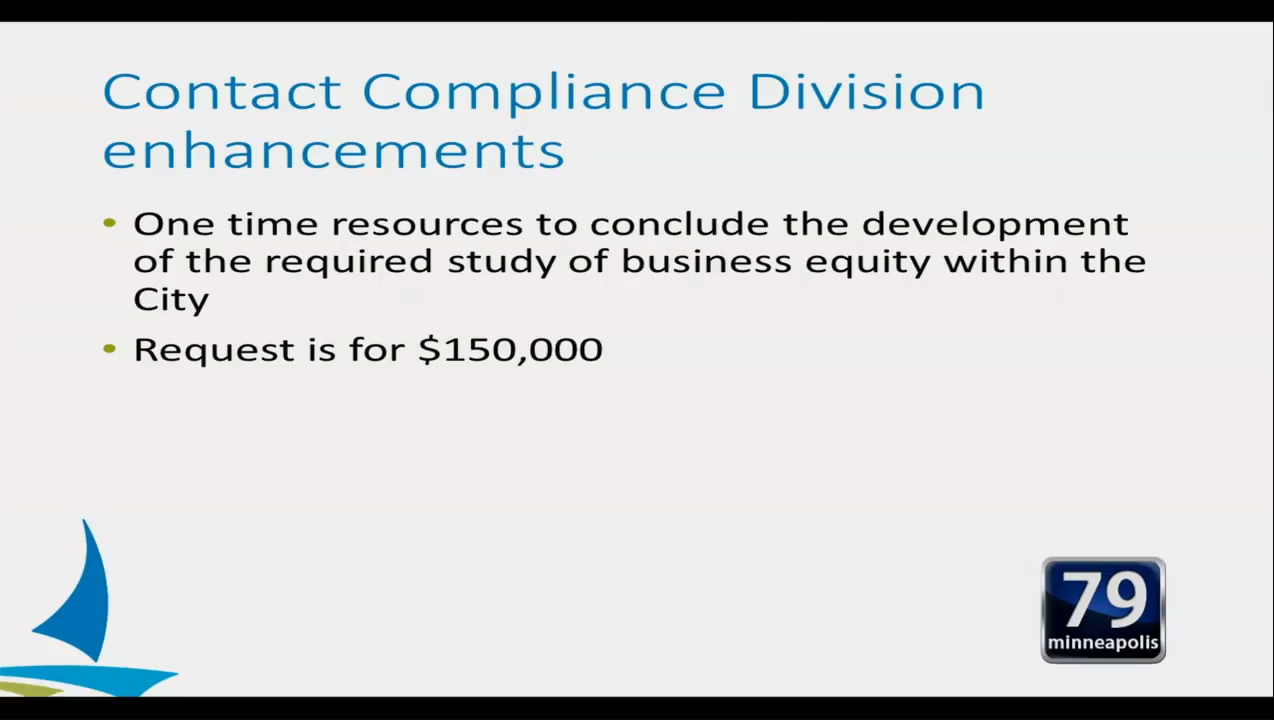 Contact Compliance Division
enhancements
• One time resources to conclude the development
of the required study of business equity within the
City
• Request is for $150,000
79
minneapolis